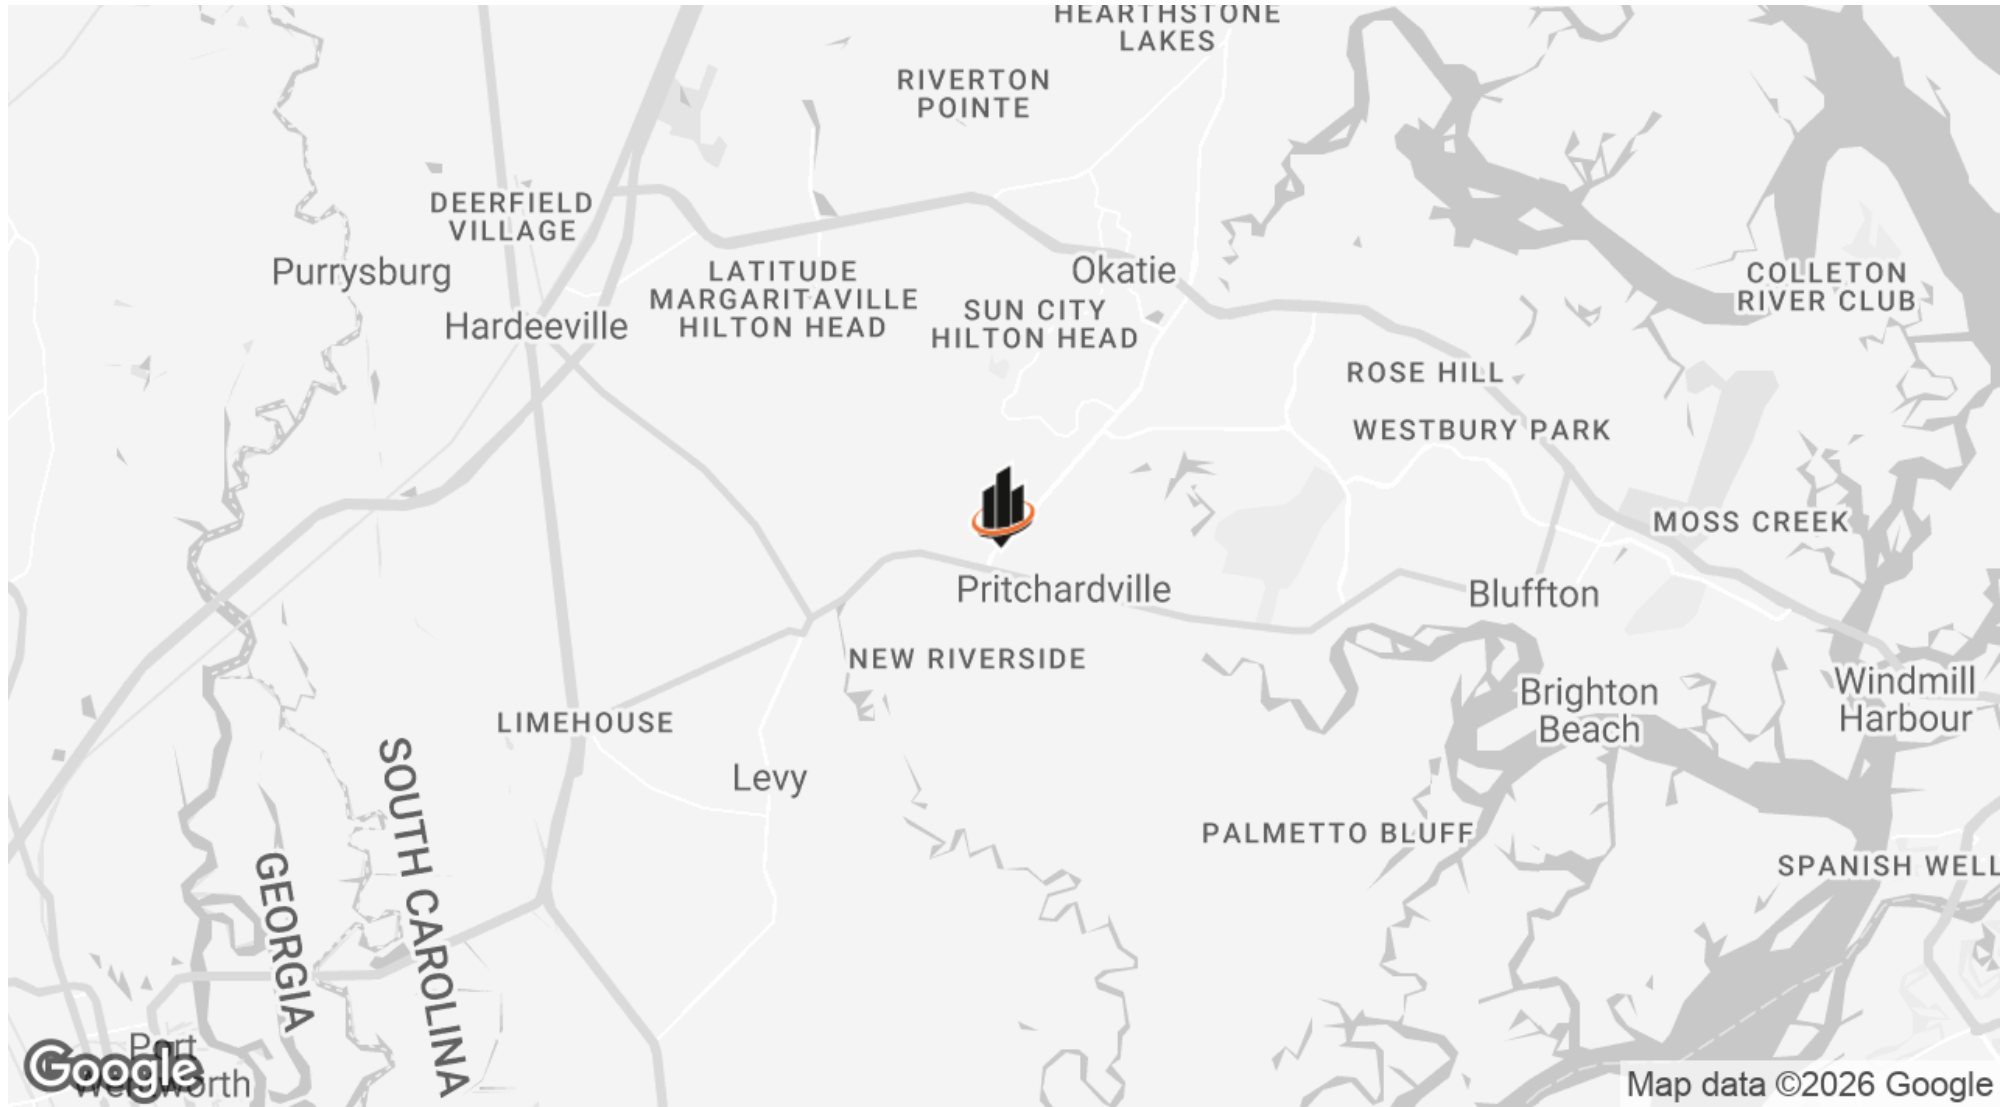 HEARTHSTONE
LAKES
RIVERTON
POINTE
DEERFIELD
VILLAGE
Purrysburg
Hardeeville
LATITUDE
MARGARITAVILLE
HILTON HEAD
Okatie
SUN CITY
HILTON HEAD
COLLETON
RIVER CLUB
ROSE HILL
WESTBURY PARK
MOSS CREEK
Pritchardville
Bluffton
NEW RIVERSIDE
Brighton
Beach
Windmill
Harbour
LIMEHOUSE
Levy
PALMETTO BLUFF
SPANISH WELL
SOUTH CAROLINA
GEORGIA
Port
Wentworth
Google
Map data ©2026 Google